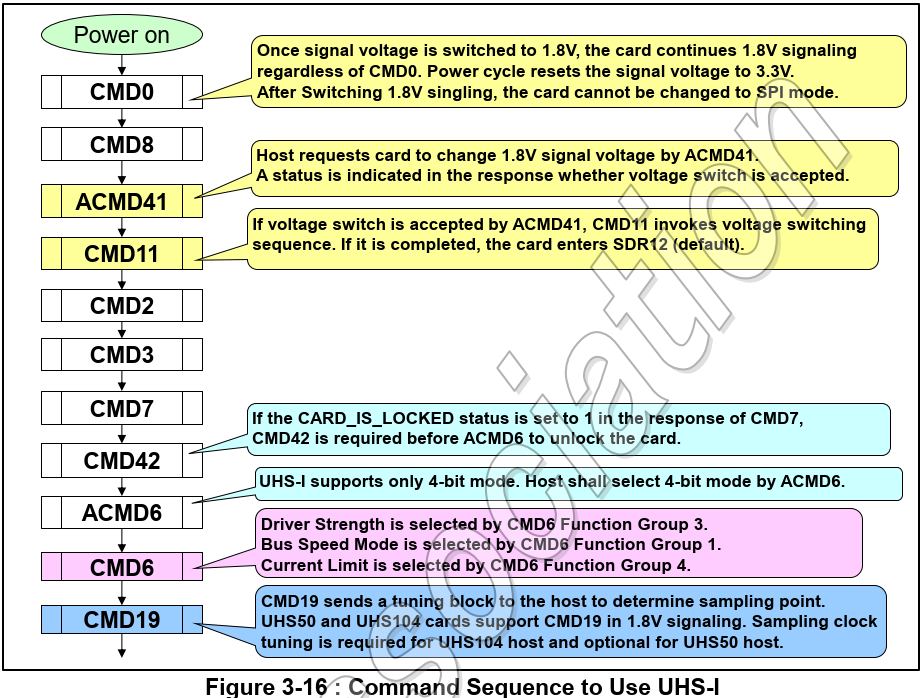 Power on
CMD0
Once signal voltage is switched to 1.8V, the card continues 1.8V signaling
regardless of CMD0. Power cycle resets the signal voltage to 3.3V.
After Switching 1.8V singling, the card cannot be changed to SPI mode.
CMD8
Host requests card to change 1.8V signal voltage by ACMD41.
A status is indicated in the response whether voltage switch is accepted.
ACMD41
If voltage switch is accepted by ACMD41, CMD11 invokes voltage switching
sequence. If it is completed, the card enters SDR12 (default).
CMD11
CMD2
CMD3
CMD7
If the CARD_IS_LOCKED status is set to 1 in the response of CMD7,
CMD42 is required before ACMD6 to unlock the card.
CMD42
UHS-I supports only 4-bit mode. Host shall select 4-bit mode by ACMD6.
ACMD6
Driver Strength is selected by CMD6 Function Group 3.
Bus Speed Mode is selected by CMD6 Function Group 1.
Current Limit is selected by CMD6 Function Group 4.
CMD6
CMD19 sends a tuning block to the host to determine sampling point.
UHS50 and UHS104 cards support CMD19 in 1.8V signaling. Sampling clock
tuning is required for UHS104 host and optional for UHS50 host.
CMD19
Figure 3-16 : Command Sequence to Use UHS-I
sociation